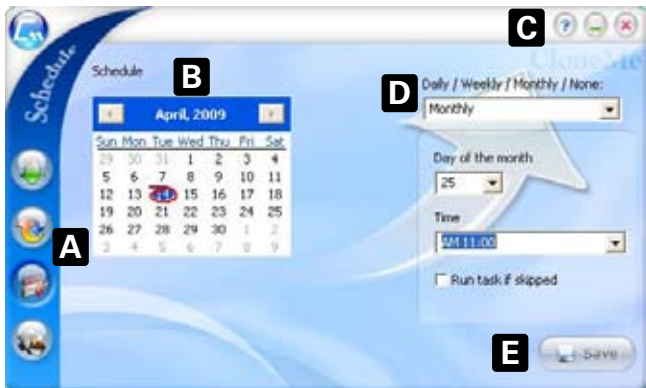 C
Schedule
Schedule
B
CloneMe
D
Daily / Weekly / Monthly / None:
Monthly
April, 2009
Sun Mon Tue Wed Thu Fri Sat
29 30 31 1 2 3 4
5 6 7 8 9 10 11
12 13 14 15 16 17 18
19 20 21 22 23 24 25
26 27 28 29 30 1 2
3 4 5 6 7 8 9
Day of the month
25
Time
AM 11:00
Run task if skipped
A
E
Save